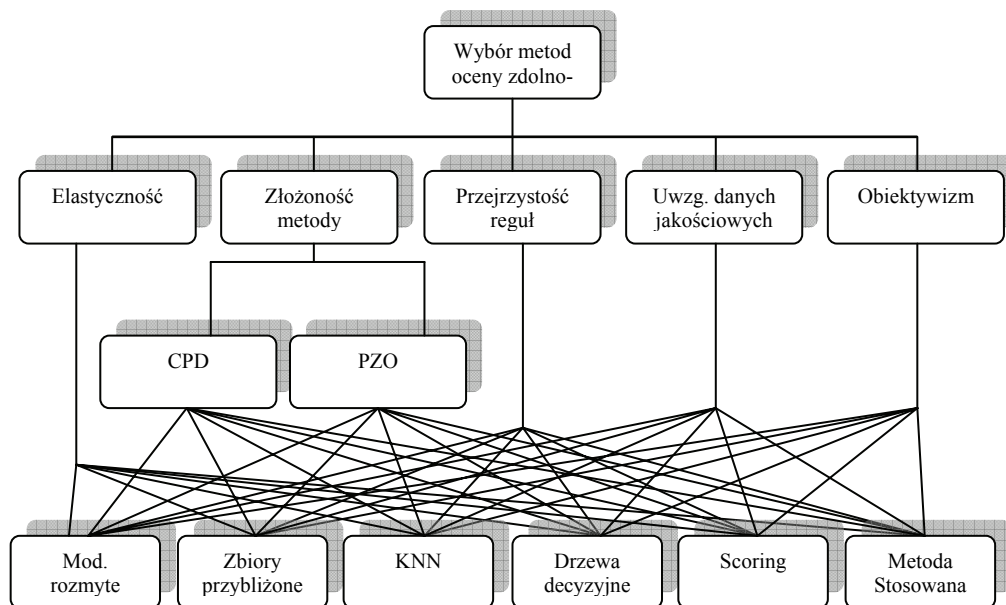 Wybór metod
oceny zdolno-
Elastyczność
Złożoność
metody
Przejrzystość
reguł
Uwzg. danych
jakościowych
Obiektywizm
CPD
PZO
Mod.
rozmyte
Zbiory
przybliżone
KNN
Drzewa
decyzyjne
Scoring
Metoda
Stosowana